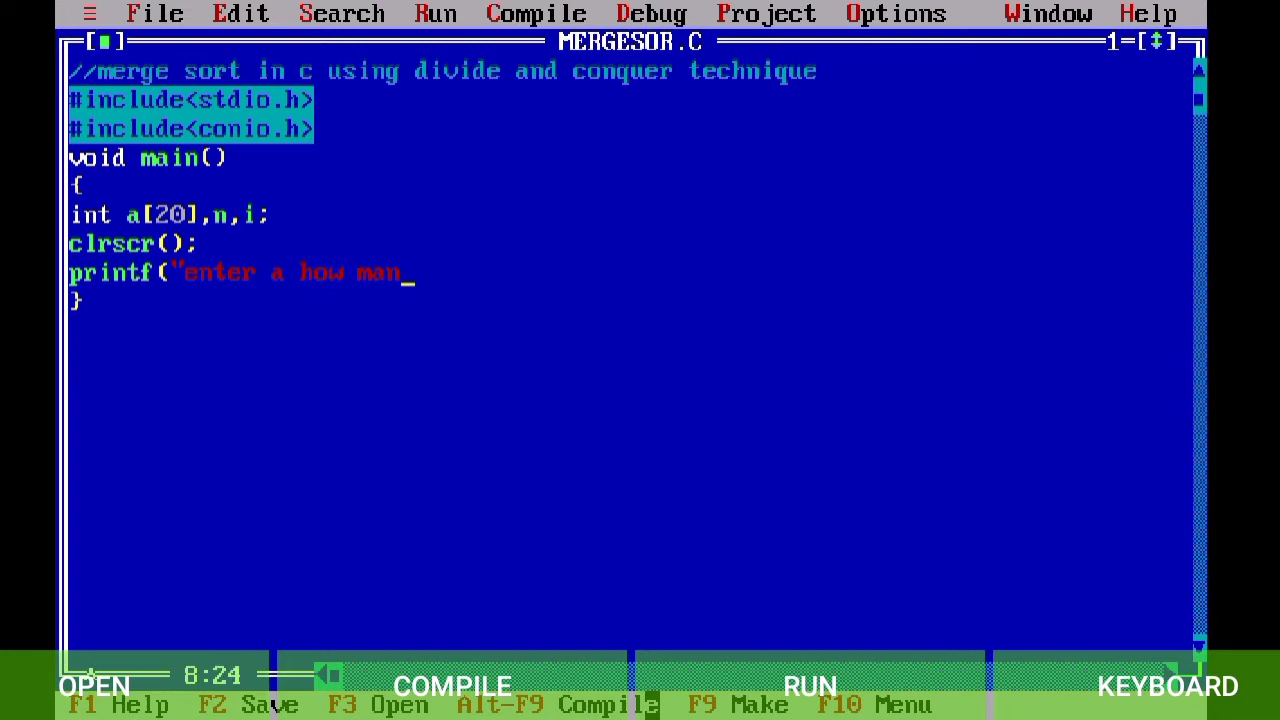 ≡ File Edit Search Run Compile Debug Project Options Window Help
[■] MERGESOR.C 1=[↕]
//merge sort in c using divide and conquer technique
#include<stdio.h>
#include<conio.h>
void main()
{
int a[20],n,i;
clrscr();
printf("enter a how man_
}
8:24
OPEN COMPILE RUN KEYBOARD
F1 Help F2 Save F3 Open Alt-F9 Compile F9 Make F10 Menu